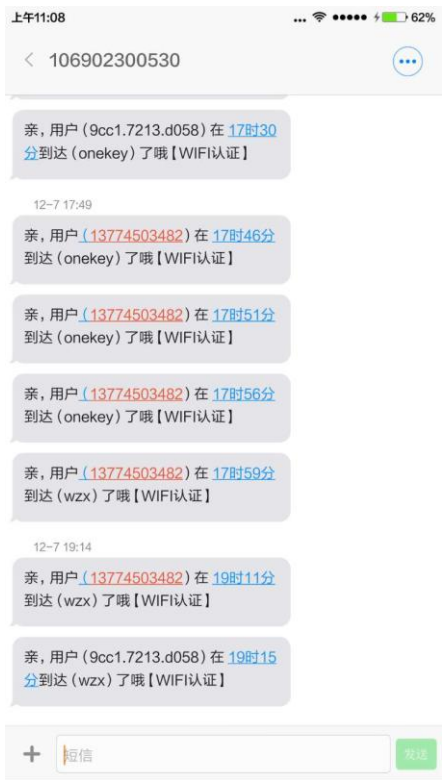 上午11:08 ... 62%
106902300530
亲，用户（9cc1.7213.d058）在 17时30
分到达（onekey）了哦【WIFI认证】
12-7 17:49
亲，用户（13774503482）在 17时46分
到达（onekey）了哦【WIFI认证】
亲，用户（13774503482）在 17时51分
到达（onekey）了哦【WIFI认证】
亲，用户（13774503482）在 17时56分
到达（onekey）了哦【WIFI认证】
亲，用户（13774503482）在 17时59分
到达（wzx）了哦【WIFI认证】
12-7 19:14
亲，用户（13774503482）在 19时11分
到达（wzx）了哦【WIFI认证】
亲，用户（9cc1.7213.d058）在 19时15
分到达（wzx）了哦【WIFI认证】
短信
发送